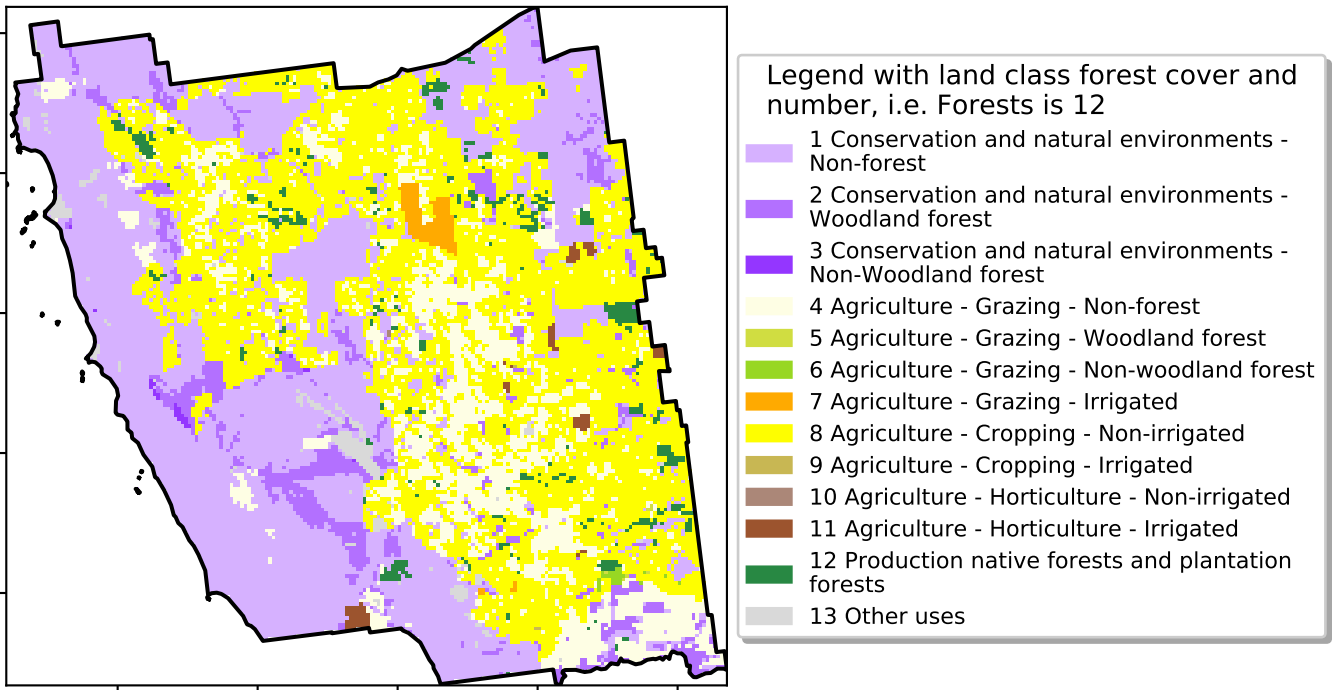 Legend with land class forest cover and
number, i.e. Forests is 12
1 Conservation and natural environments -
Non-forest
2 Conservation and natural environments -
Woodland forest
3 Conservation and natural environments -
Non-Woodland forest
4 Agriculture - Grazing - Non-forest
5 Agriculture - Grazing - Woodland forest
6 Agriculture - Grazing - Non-woodland forest
7 Agriculture - Grazing - Irrigated
8 Agriculture - Cropping - Non-irrigated
9 Agriculture - Cropping - Irrigated
10 Agriculture - Horticulture - Non-irrigated
11 Agriculture - Horticulture - Irrigated
12 Production native forests and plantation
forests
13 Other uses